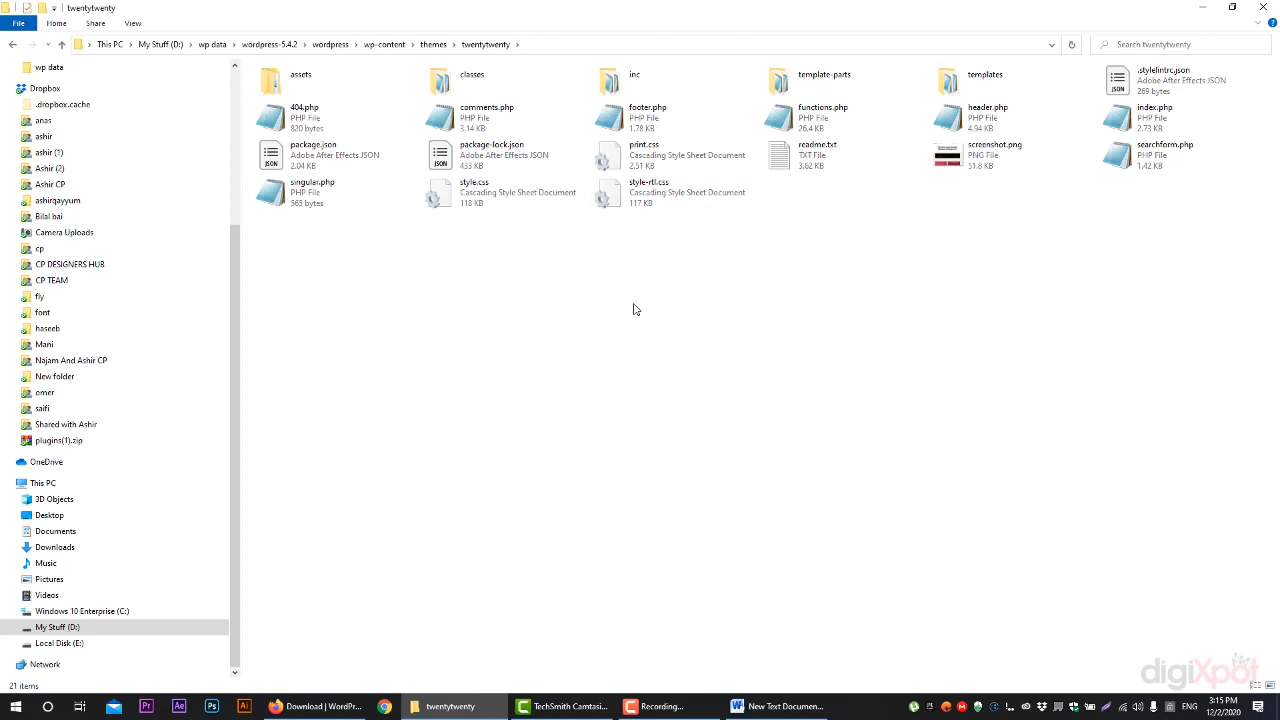 twentytwenty
File Home Share View
This PC My Stuff (D:) wp data wordpress-5.4.2 wordpress wp-content themes twentytwenty
Search twentytwenty
wp data
Dropbox
.dropbox.cache
anas
ashir
ashir (1)
Ashir (2)
Ashir CP
ashirqayyum
Bilal bai
Camera Uploads
cp
CP DESIGNERS HUB
CP TEAM
fly
font
haseeb
Mani
Najam And Ashir CP
New folder
omer
saifi
Shared with Ashir
plugins(1).zip
OneDrive
This PC
3D Objects
Desktop
Documents
Downloads
Music
Pictures
Videos
Windows 10 Enterprise (C:)
My Stuff (D:)
Local Disk (E:)
Network
assets
classes
inc
template-parts
templates
.stylelintrc.json
Adobe After Effects JSON
269 bytes
404.php
PHP File
820 bytes
comments.php
PHP File
3.14 KB
footer.php
PHP File
1.78 KB
functions.php
PHP File
26.4 KB
header.php
PHP File
4.94 KB
index.php
PHP File
2.73 KB
JSON
package.json
Adobe After Effects JSON
2.04 KB
JSON
package-lock.json
Adobe After Effects JSON
433 KB
print.css
Cascading Style Sheet Document
2.51 KB
readme.txt
TXT File
3.62 KB
screenshot.png
PNG File
51.8 KB
searchform.php
PHP File
1.42 KB
JSON
singular.php
PHP File
565 bytes
style.css
Cascading Style Sheet Document
118 KB
style-rtl.css
Cascading Style Sheet Document
117 KB
digiXpot
21 items
Pr Ae Ps Ai
Download | WordPr...
twentytwenty
TechSmith Camtasi...
Recording...
New Text Documen...
ENG
3:15 PM
12/2/2020